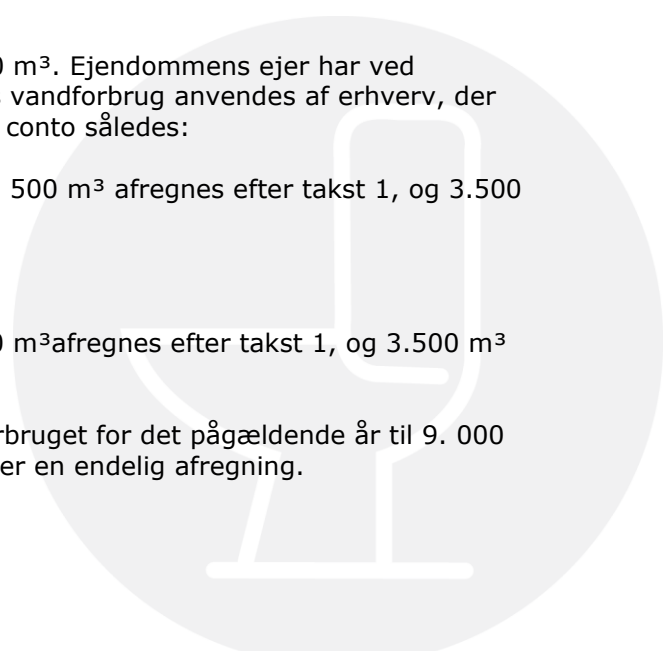 0 m³. Ejendommens ejer har ved
s vandforbrug anvendes af erhverv, der
conto således:
500 m³ afregnes efter takst 1, og 3.500
0 m³afregnes efter takst 1, og 3.500 m³
rbruget for det pågældende år til 9. 000
er en endelig afregning.